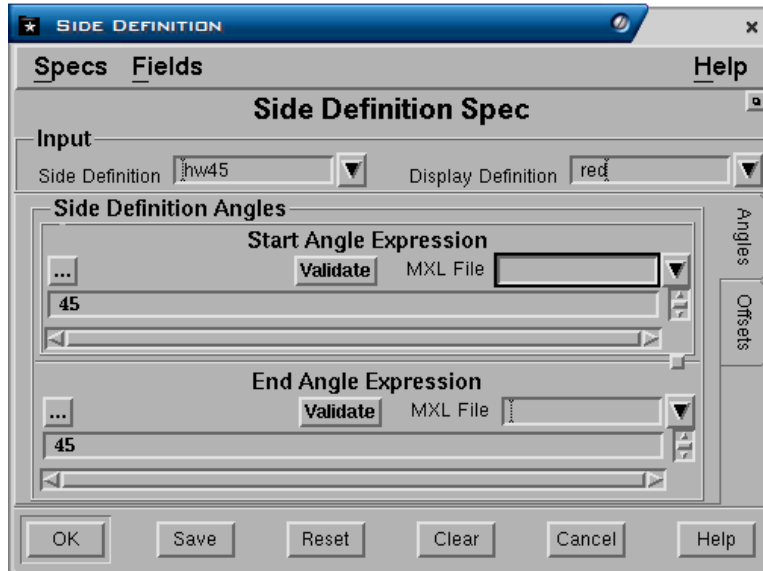 SIDE DEFINITION
Specs Fields Help
Side Definition Spec
Input
Side Definition hw45 Display Definition red
Side Definition Angles
Start Angle Expression
... Validate MXL File
45
End Angle Expression
... Validate MXL File
45
Angles
Offsets
OK Save Reset Clear Cancel Help